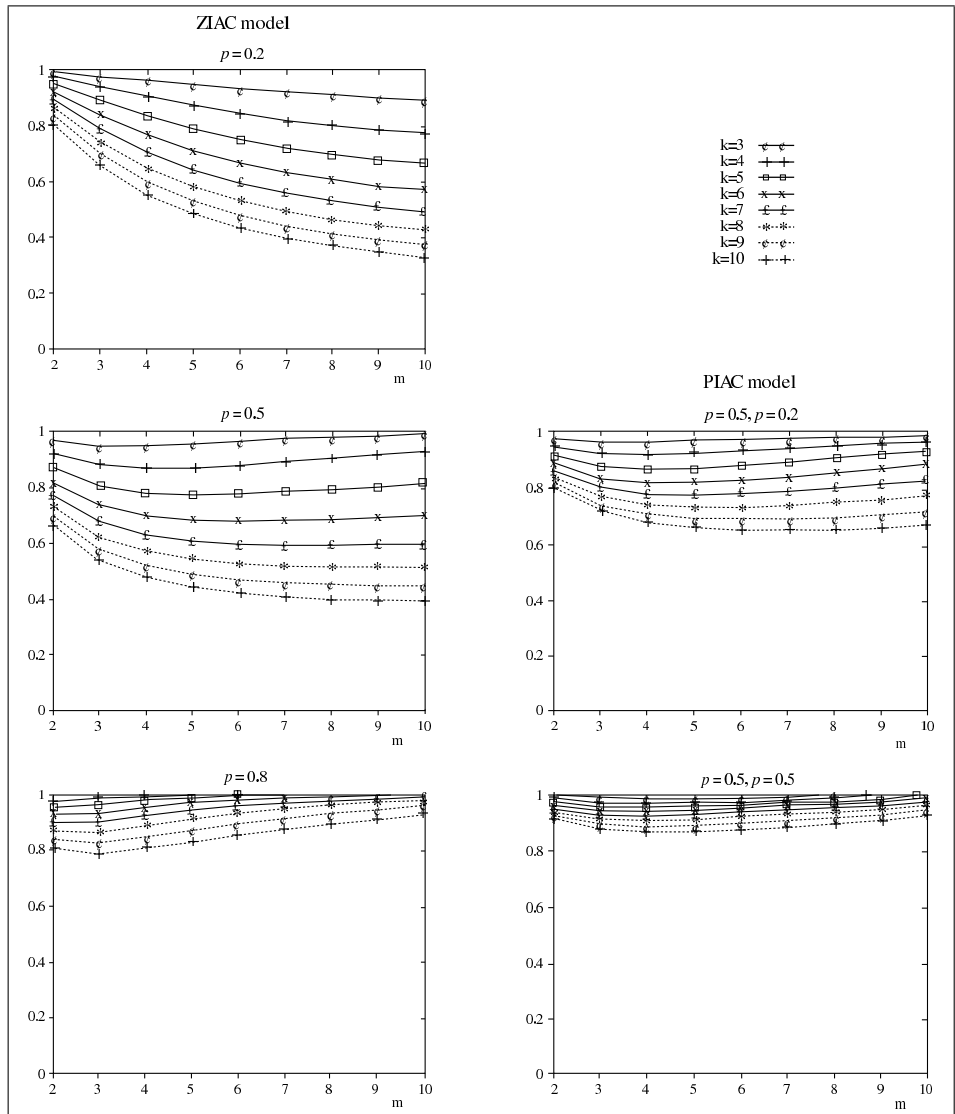 ZIAC model
p = 0.2
1
0.8
0.6
0.4
0.2
0
2 3 4 5 6 7 8 9 10
m
k=3
k=4
k=5
k=6
k=7
k=8
k=9
k=10
PIAC model
p = 0.5
1
0.8
0.6
0.4
0.2
0
2 3 4 5 6 7 8 9 10
m
p = 0.5, p = 0.2
1
0.8
0.6
0.4
0.2
0
2 3 4 5 6 7 8 9 10
m
p = 0.8
1
0.8
0.6
0.4
0.2
0
2 3 4 5 6 7 8 9 10
m
p = 0.5, p = 0.5
1
0.8
0.6
0.4
0.2
0
2 3 4 5 6 7 8 9 10
m